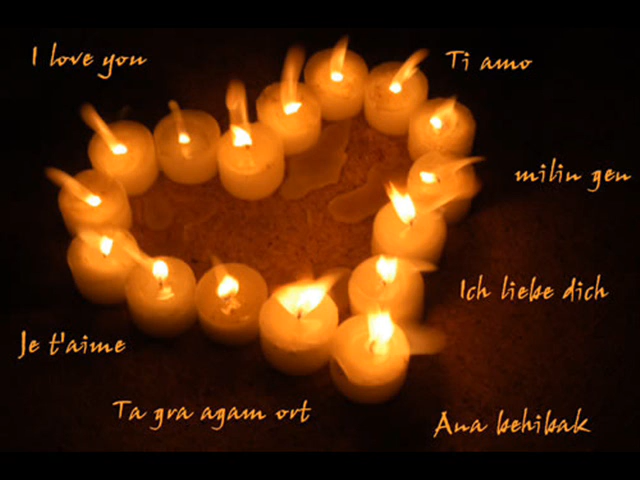 I love you
Ti amo
milin gen
Ich liebe dich
Je t'aime
Ta gra agam ort
Ana behibak